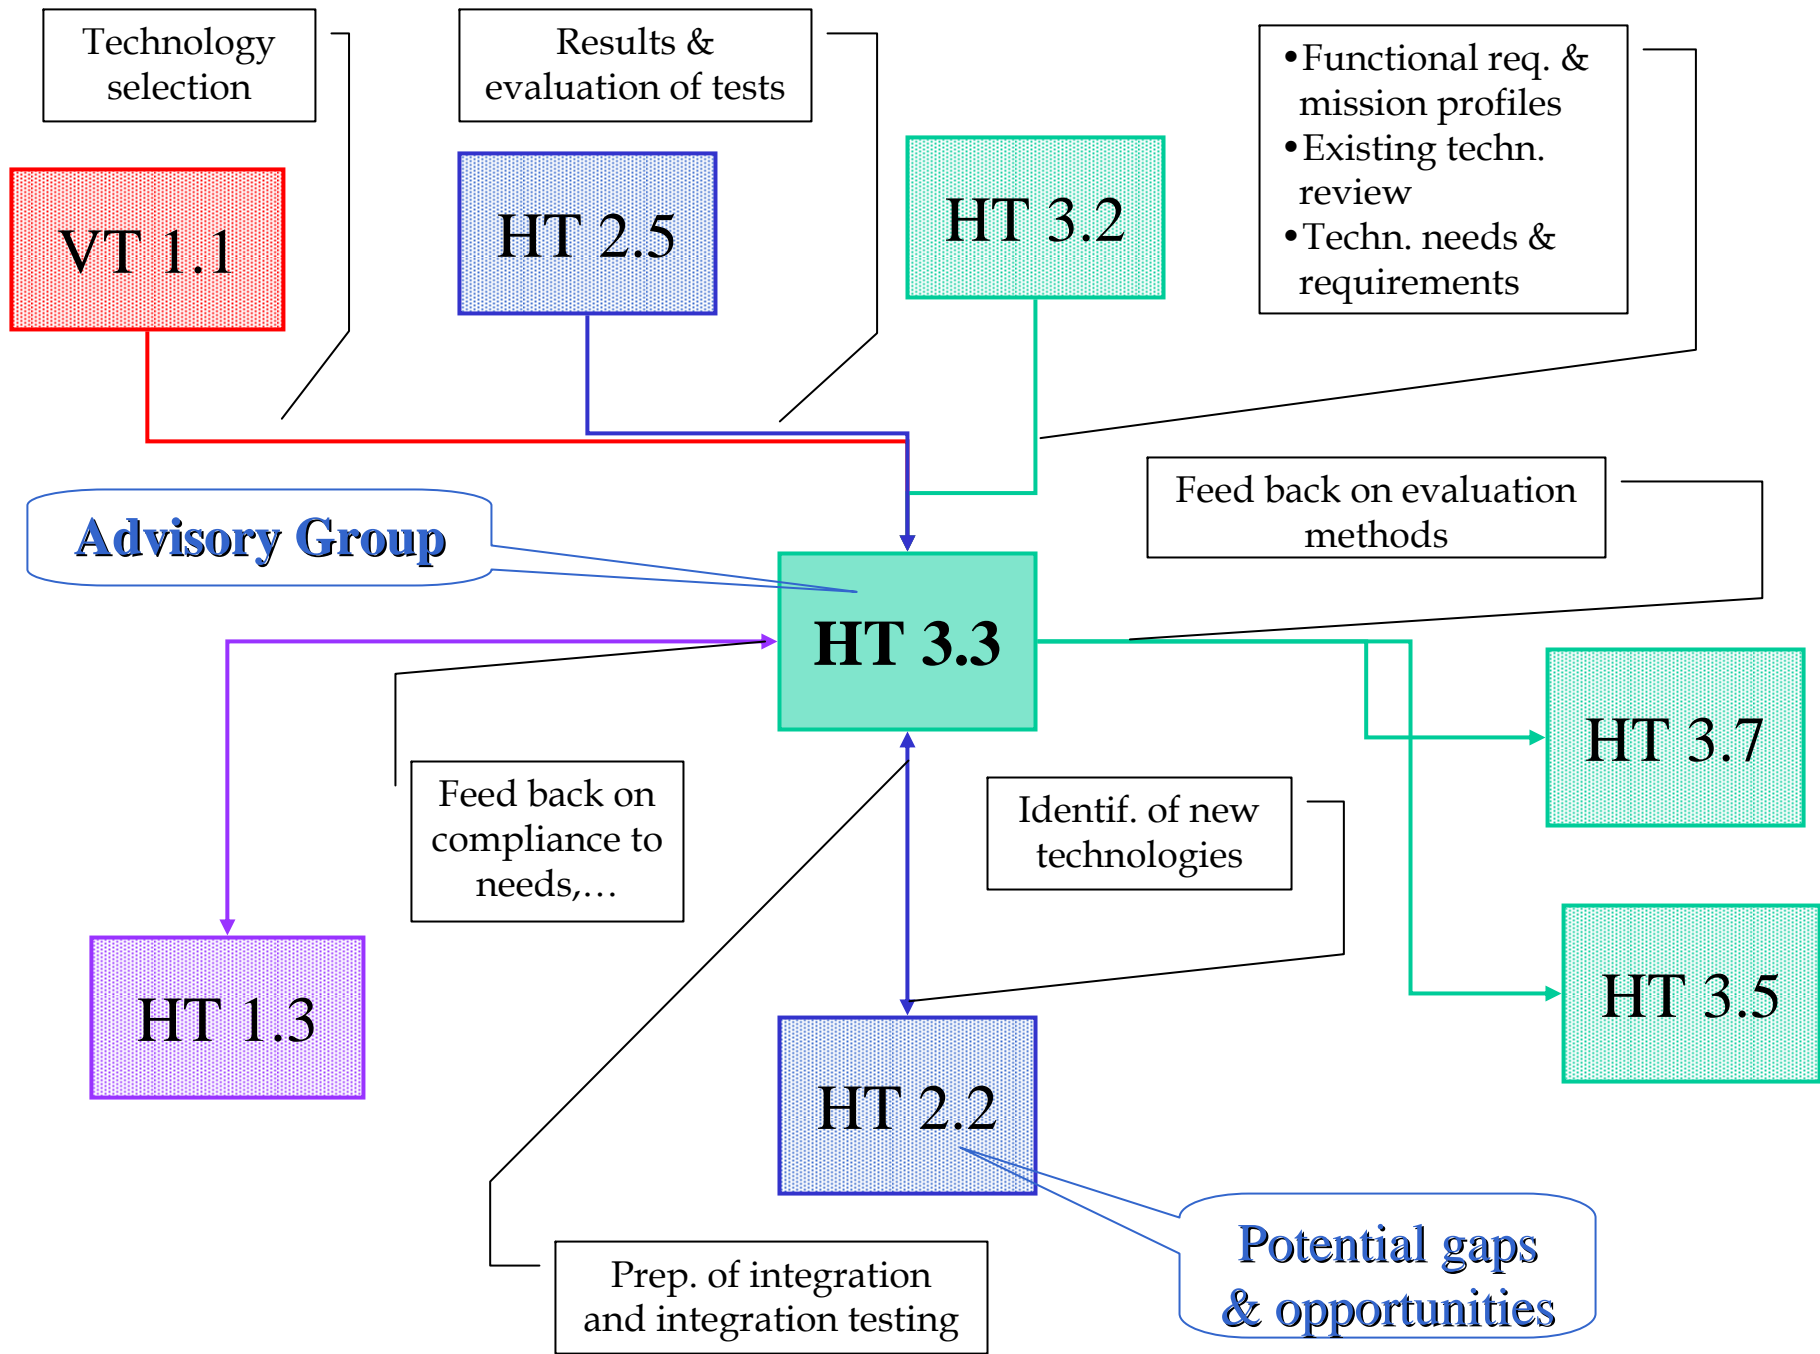 Technology
selection
Results &
evaluation of tests
•Functional req. &
mission profiles
•Existing techn.
review
•Techn. needs &
requirements
VT 1.1
HT 2.5
HT 3.2
Advisory Group
Feed back on evaluation
methods
HT 3.3
HT 3.7
Feed back on
compliance to
needs,…
Identif. of new
technologies
HT 1.3
HT 3.5
HT 2.2
Prep. of integration
and integration testing
Potential gaps
& opportunities